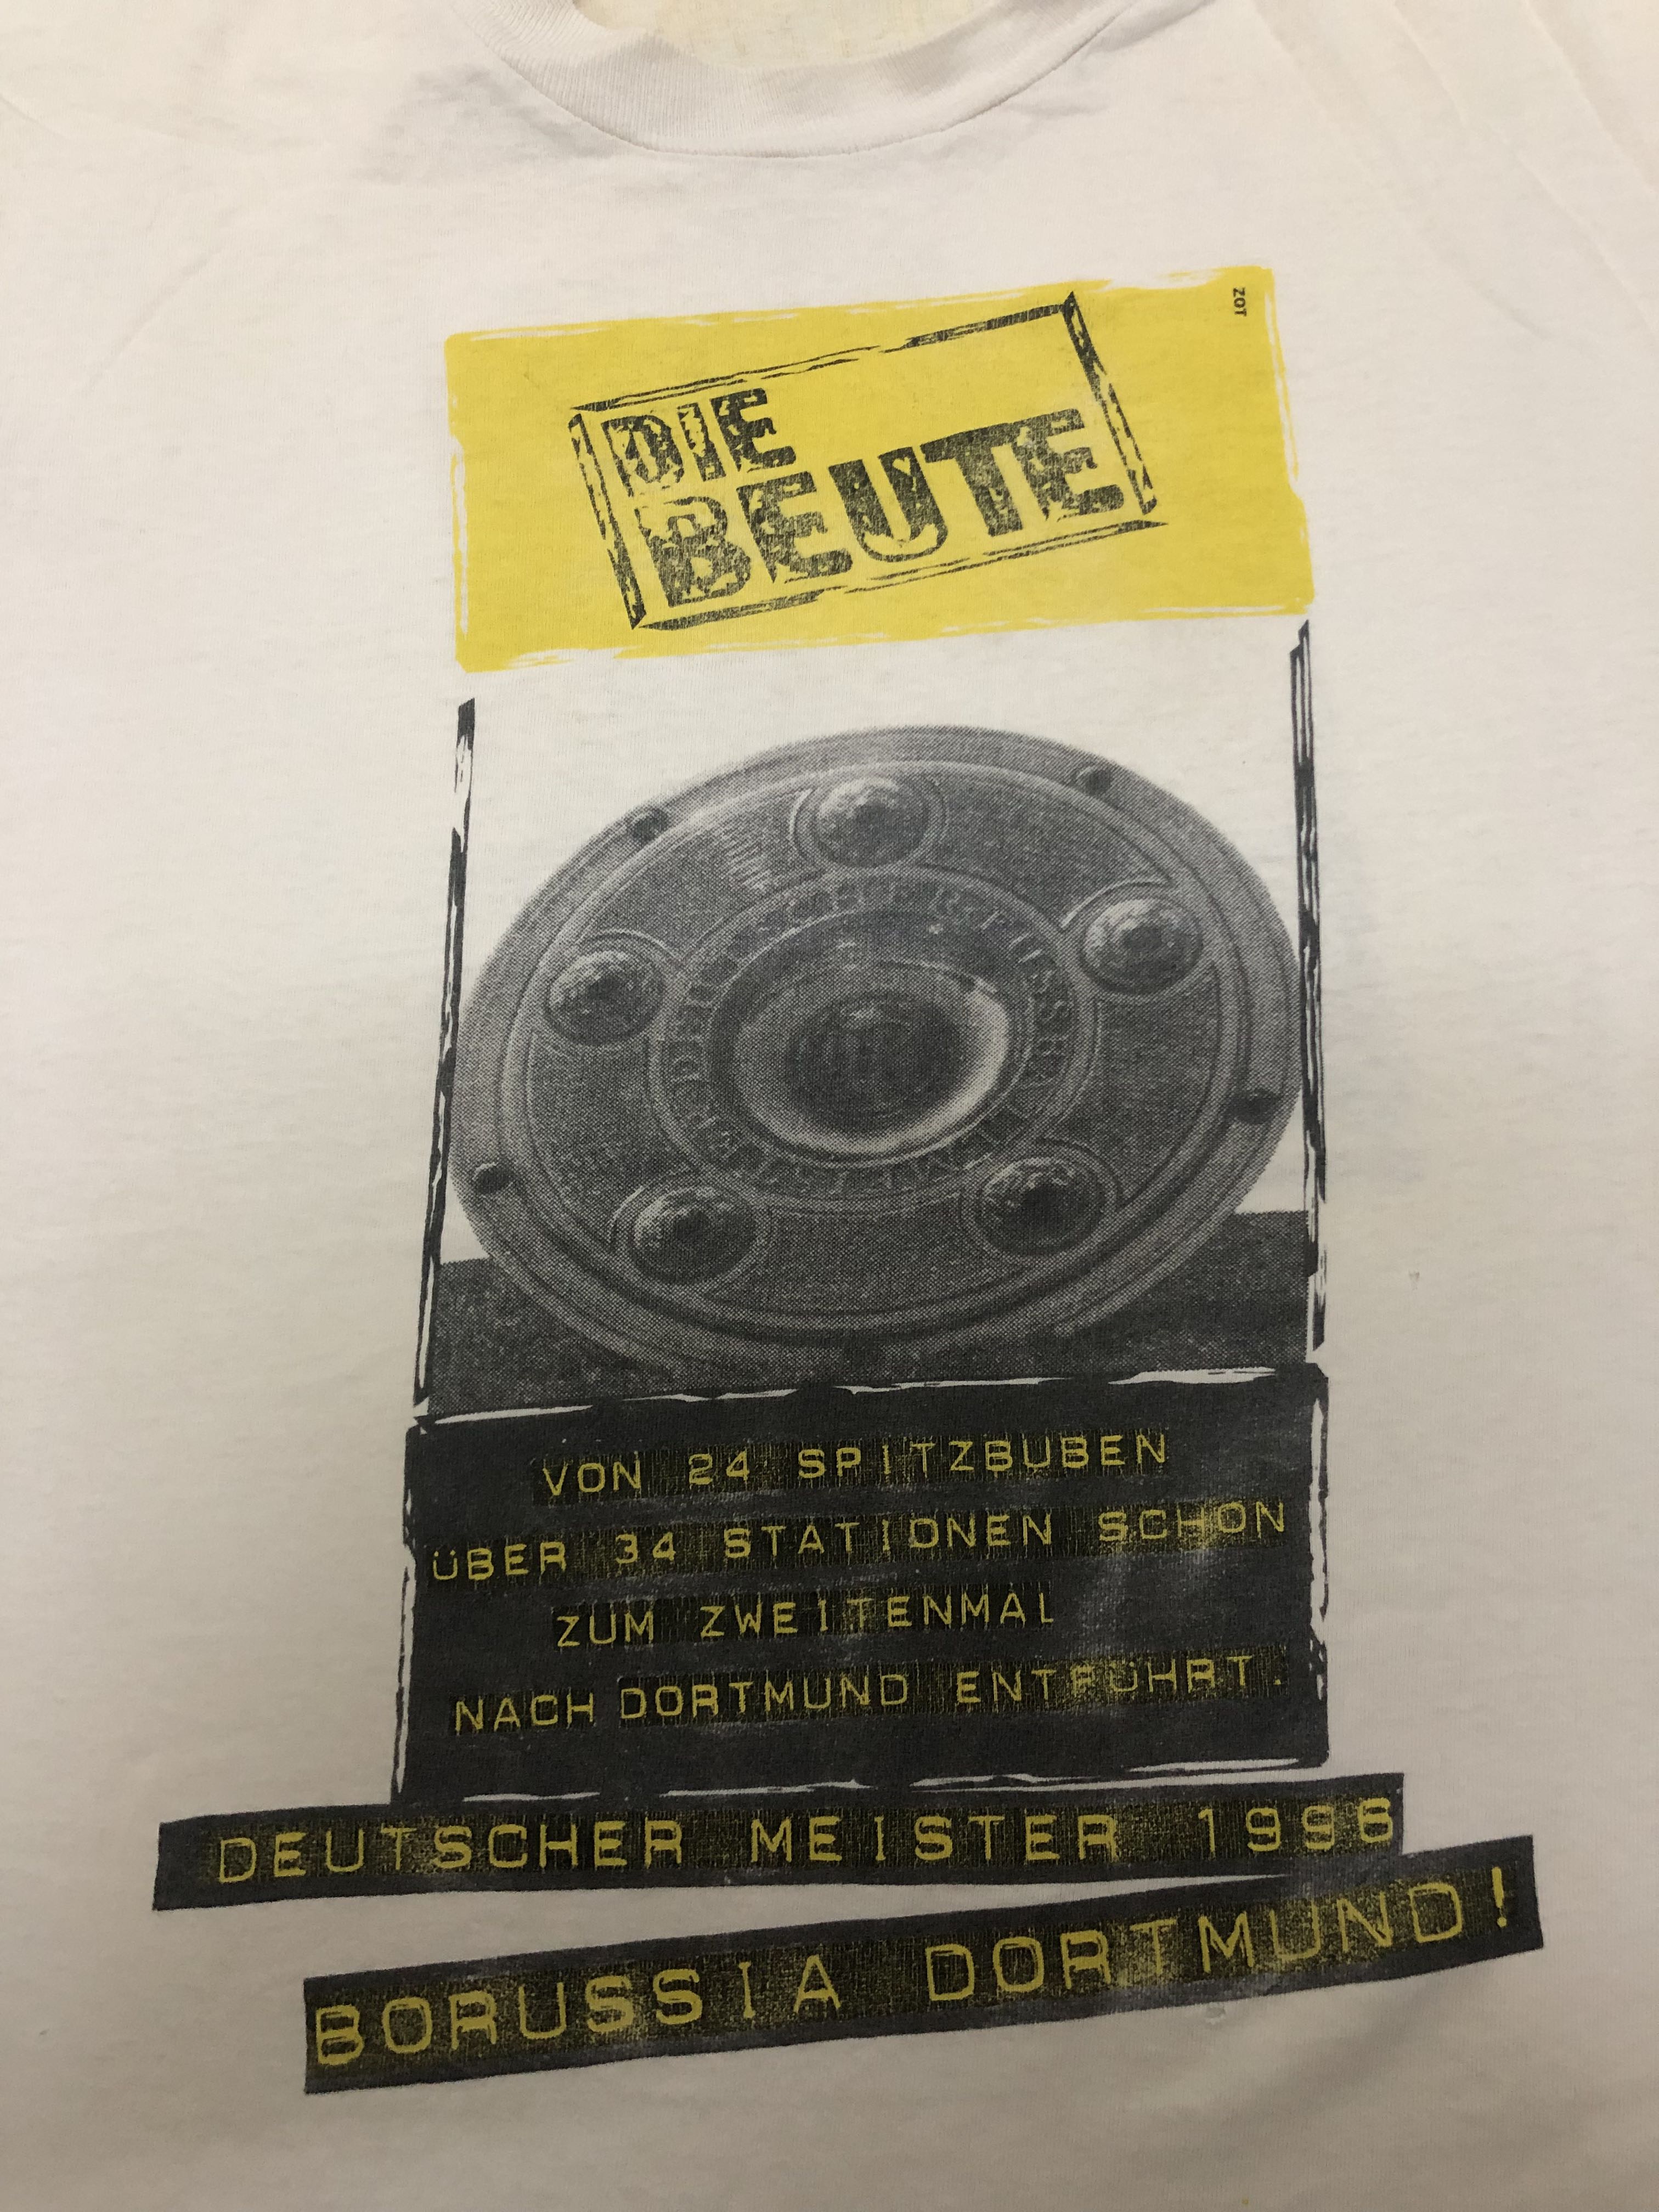 ZOT
DIE
BEUTE
VON 24 SPITZBUBEN
ÜBER 34 STATIONEN SCHON
ZUM ZWEITENMAL
NACH DORTMUND ENTFÜHRT.
DEUTSCHER MEISTER 1996
BORUSSIA DORTMUND!